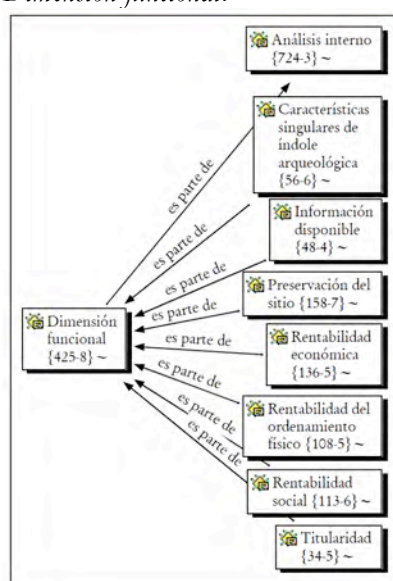 Dimensión funcional.
Análisis interno
{724-3} ~
Características
singulares de
índole
arqueológica
{56-6} ~
Información
disponible
{48-4} ~
Preservación del
sitio {158-7} ~
Rentabilidad
económica
{136-5} ~
Rentabilidad del
ordenamiento
físico {108-5} ~
Rentabilidad
social {113-6} ~
Titularidad
{34-5} ~
Dimensión
funcional
{425-8} ~
es parte de
es parte de
es parte de
es parte de
es parte de
es parte de
es parte de
es parte de